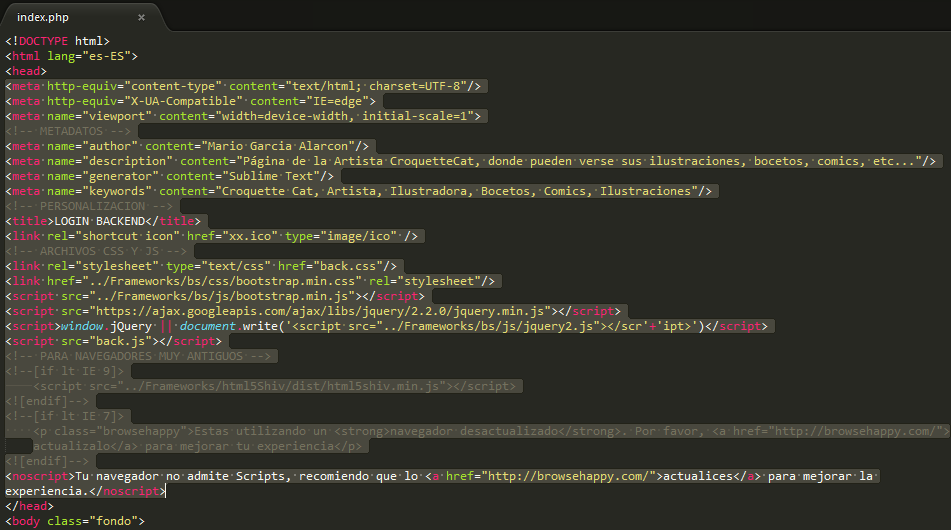 index.php ×
<!DOCTYPE html>
<html lang="es-ES">
<head>
<meta http-equiv="content-type" content="text/html; charset=UTF-8"/>
<meta http-equiv="X-UA-Compatible" content="IE=edge">
<meta name="viewport" content="width=device-width, initial-scale=1">
<!-- METADATOS -->
<meta name="author" content="Mario Garcia Alarcon"/>
<meta name="description" content="Página de la Artista CroquetteCat, donde pueden verse sus ilustraciones, bocetos, comics, etc..."/>
<meta name="generator" content="Sublime Text"/>
<meta name="keywords" content="Croquette Cat, Artista, Ilustradora, Bocetos, Comics, Ilustraciones"/>
<!-- PERSONALIZACION -->
<title>LOGIN BACKEND</title>
<link rel="shortcut icon" href="xx.ico" type="image/ico" />
<!-- ARCHIVOS CSS Y JS -->
<link rel="stylesheet" type="text/css" href="back.css"/>
<link href="../Frameworks/bs/css/bootstrap.min.css" rel="stylesheet"/>
<script src="../Frameworks/bs/js/bootstrap.min.js"></script>
<script src="https://ajax.googleapis.com/ajax/libs/jquery/2.2.0/jquery.min.js"></script>
<script>window.jQuery || document.write('<script src="../Frameworks/bs/js/jquery2.js"></scr'+'ipt>')</script>
<script src="back.js"></script>
<!-- PARA NAVEGADORES MUY ANTIGUOS -->
<!--[if lt IE 9]>
<script src="../Frameworks/html5Shiv/dist/html5shiv.min.js"></script>
<![endif]-->
<!--[if lt IE 7]>
<p class="browsehappy">Estas utilizando un <strong>navegador desactualizado</strong>. Por favor, <a href="http://browsehappy.com/">
actualizalo</a> para mejorar tu experiencia</p>
<![endif]-->
<noscript>Tu navegador no admite Scripts, recomiendo que lo <a href="http://browsehappy.com/">actualices</a> para mejorar la
experiencia.</noscript>
</head>
<body class="fondo">